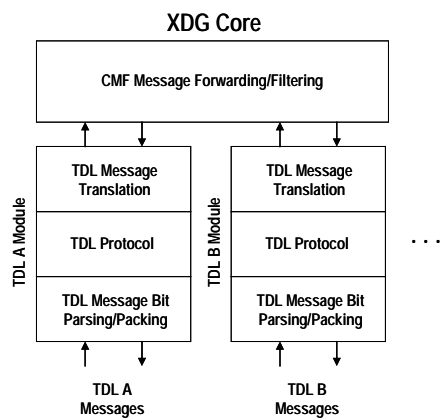 XDG Core
CMF Message Forwarding/Filtering
TDL A Module
TDL Message
Translation
TDL Protocol
TDL Message Bit
Parsing/Packing
TDL A
Messages
TDL B Module
TDL Message
Translation
TDL Protocol
TDL Message Bit
Parsing/Packing
TDL B
Messages
. . .